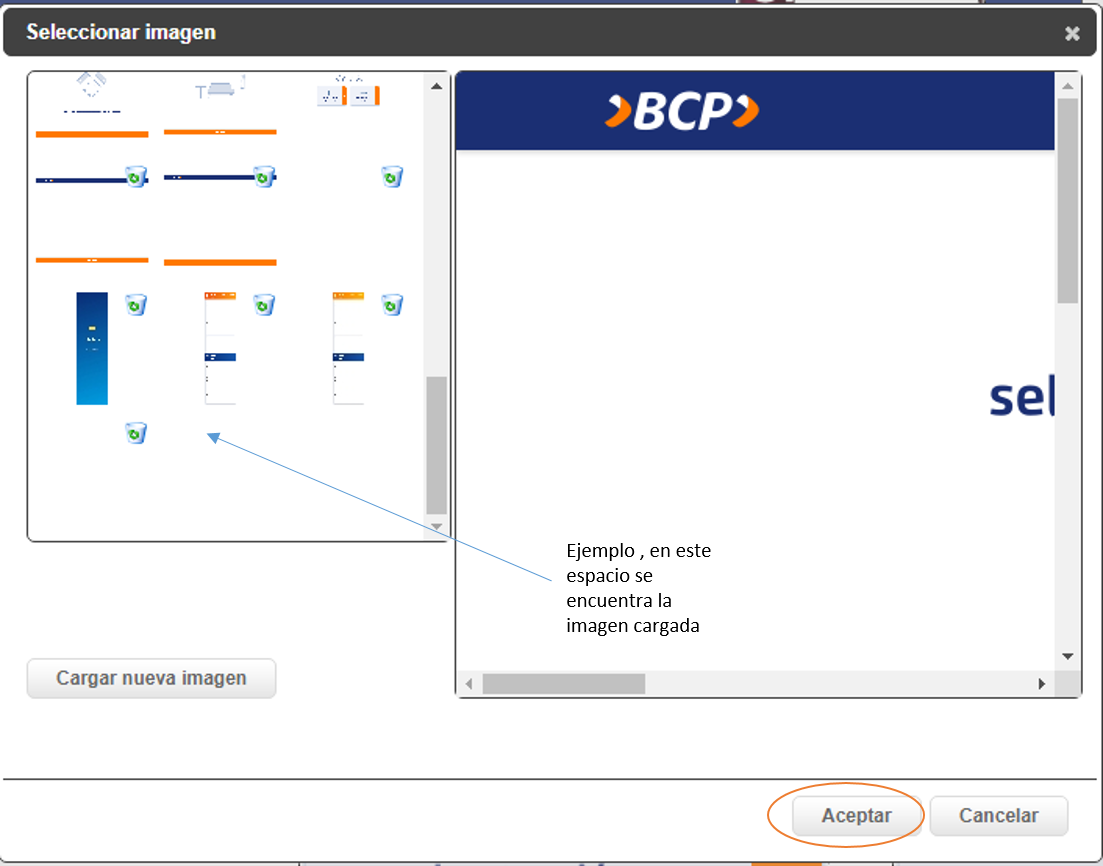 Seleccionar imagen
BCP
sel
Ejemplo , en este
espacio se
encuentra la
imagen cargada
Cargar nueva imagen
Aceptar
Cancelar